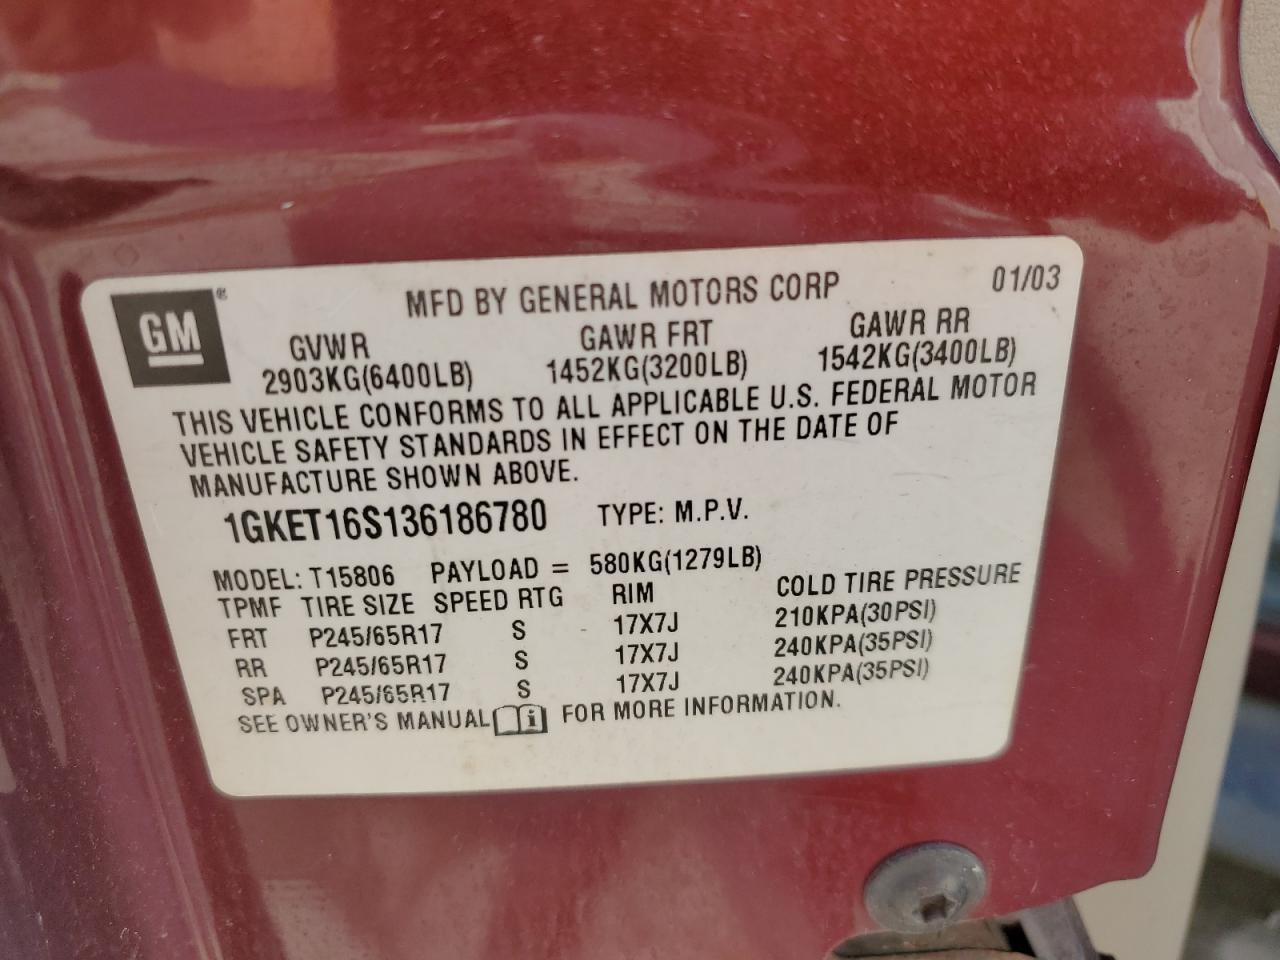 GM® MFD BY GENERAL MOTORS CORP 01/03
GVWR GAWR FRT GAWR RR
2903KG(6400LB) 1452KG(3200LB) 1542KG(3400LB)
THIS VEHICLE CONFORMS TO ALL APPLICABLE U.S. FEDERAL MOTOR
VEHICLE SAFETY STANDARDS IN EFFECT ON THE DATE OF
MANUFACTURE SHOWN ABOVE.
1GKET16S136186780 TYPE: M.P.V.
MODEL: T15806 PAYLOAD = 580KG(1279LB)
TPMF TIRE SIZE SPEED RTG RIM COLD TIRE PRESSURE
FRT P245/65R17 S 17X7J 210KPA(30PSI)
RR P245/65R17 S 17X7J 240KPA(35PSI)
SPA P245/65R17 S 17X7J 240KPA(35PSI)
SEE OWNER'S MANUAL i FOR MORE INFORMATION.